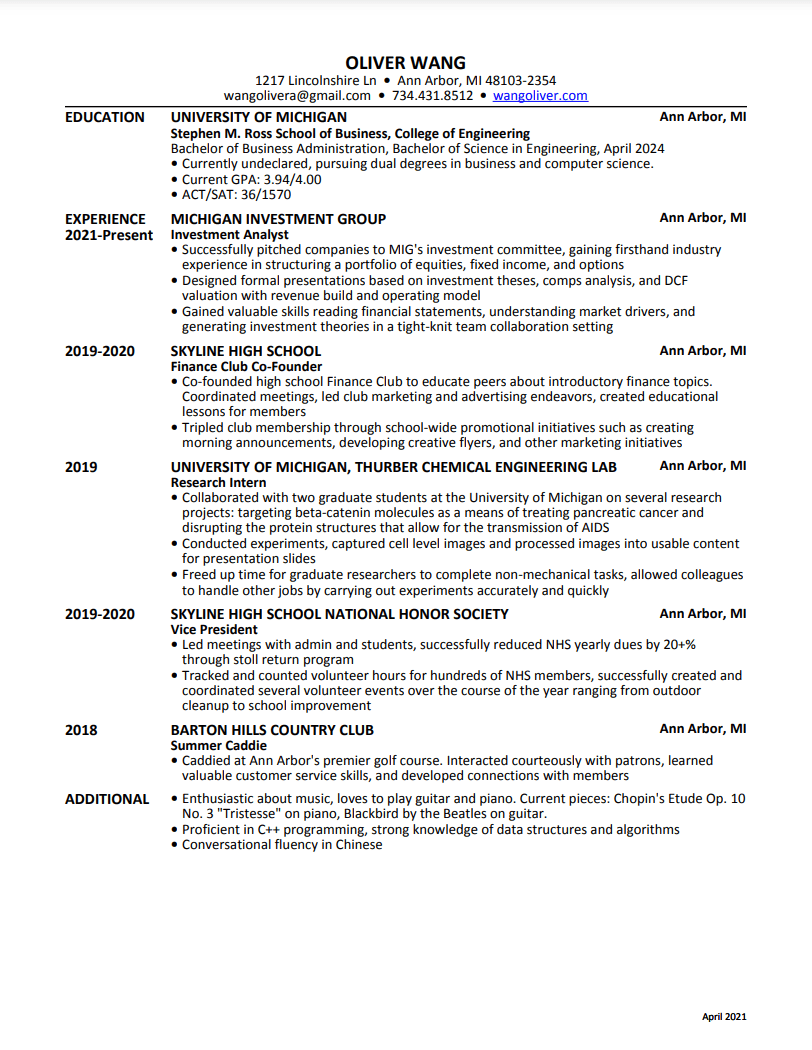 OLIVER WANG
1217 Lincolnshire Ln • Ann Arbor, MI 48103-2354
wangolivera@gmail.com • 734.431.8512 • wangoliver.com
EDUCATION UNIVERSITY OF MICHIGAN Ann Arbor, MI
Stephen M. Ross School of Business, College of Engineering
Bachelor of Business Administration, Bachelor of Science in Engineering, April 2024
• Currently undeclared, pursuing dual degrees in business and computer science.
• Current GPA: 3.94/4.00
• ACT/SAT: 36/1570
EXPERIENCE MICHIGAN INVESTMENT GROUP Ann Arbor, MI
2021-Present Investment Analyst
• Successfully pitched companies to MIG's investment committee, gaining firsthand industry
experience in structuring a portfolio of equities, fixed income, and options
• Designed formal presentations based on investment theses, comps analysis, and DCF
valuation with revenue build and operating model
• Gained valuable skills reading financial statements, understanding market drivers, and
generating investment theories in a tight-knit team collaboration setting
2019-2020 SKYLINE HIGH SCHOOL Ann Arbor, MI
Finance Club Co-Founder
• Co-founded high school Finance Club to educate peers about introductory finance topics.
Coordinated meetings, led club marketing and advertising endeavors, created educational
lessons for members
• Tripled club membership through school-wide promotional initiatives such as creating
morning announcements, developing creative flyers, and other marketing initiatives
2019 UNIVERSITY OF MICHIGAN, THURBER CHEMICAL ENGINEERING LAB Ann Arbor, MI
Research Intern
• Collaborated with two graduate students at the University of Michigan on several research
projects: targeting beta-catenin molecules as a means of treating pancreatic cancer and
disrupting the protein structures that allow for the transmission of AIDS
• Conducted experiments, captured cell level images and processed images into usable content
for presentation slides
• Freed up time for graduate researchers to complete non-mechanical tasks, allowed colleagues
to handle other jobs by carrying out experiments accurately and quickly
2019-2020 SKYLINE HIGH SCHOOL NATIONAL HONOR SOCIETY Ann Arbor, MI
Vice President
• Led meetings with admin and students, successfully reduced NHS yearly dues by 20+%
through stoll return program
• Tracked and counted volunteer hours for hundreds of NHS members, successfully created and
coordinated several volunteer events over the course of the year ranging from outdoor
cleanup to school improvement
2018 BARTON HILLS COUNTRY CLUB Ann Arbor, MI
Summer Caddie
• Caddied at Ann Arbor's premier golf course. Interacted courteously with patrons, learned
valuable customer service skills, and developed connections with members
ADDITIONAL • Enthusiastic about music, loves to play guitar and piano. Current pieces: Chopin's Etude Op. 10
No. 3 "Tristesse" on piano, Blackbird by the Beatles on guitar.
• Proficient in C++ programming, strong knowledge of data structures and algorithms
• Conversational fluency in Chinese
April 2021